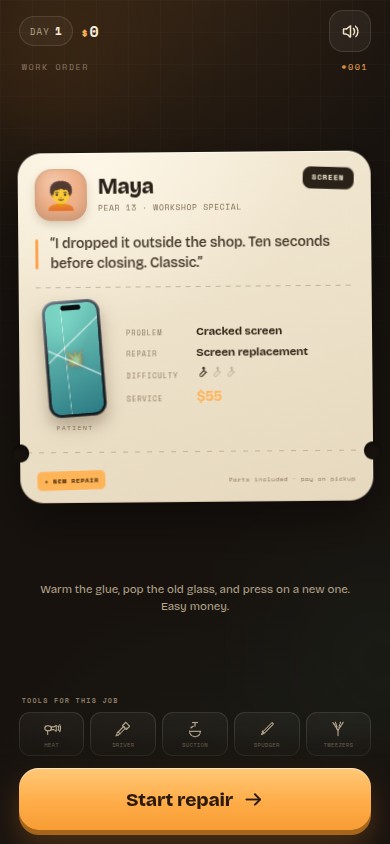 DAY 1 $0
WORK ORDER
#001
Maya
SCREEN
PEAR 13 · WORKSHOP SPECIAL
"I dropped it outside the shop. Ten seconds
before closing. Classic."
PROBLEM Cracked screen
REPAIR Screen replacement
DIFFICULTY
SERVICE $55
PATIENT
NEW REPAIR
Parts included · pay on pickup
Warm the glue, pop the old glass, and press on a new one.
Easy money.
TOOLS FOR THIS JOB
HEAT DRIVER SUCTION SPUDGER TWEEZERS
Start repair →